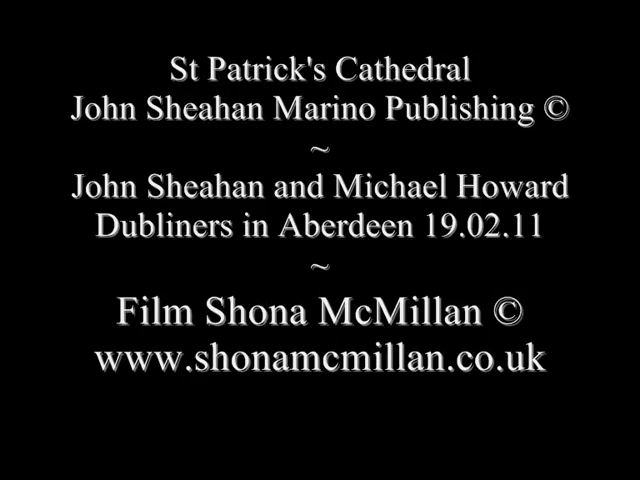 St Patrick's Cathedral
John Sheahan Marino Publishing ©
~
John Sheahan and Michael Howard
Dubliners in Aberdeen 19.02.11
~
Film Shona McMillan ©
www.shonamcmillan.co.uk